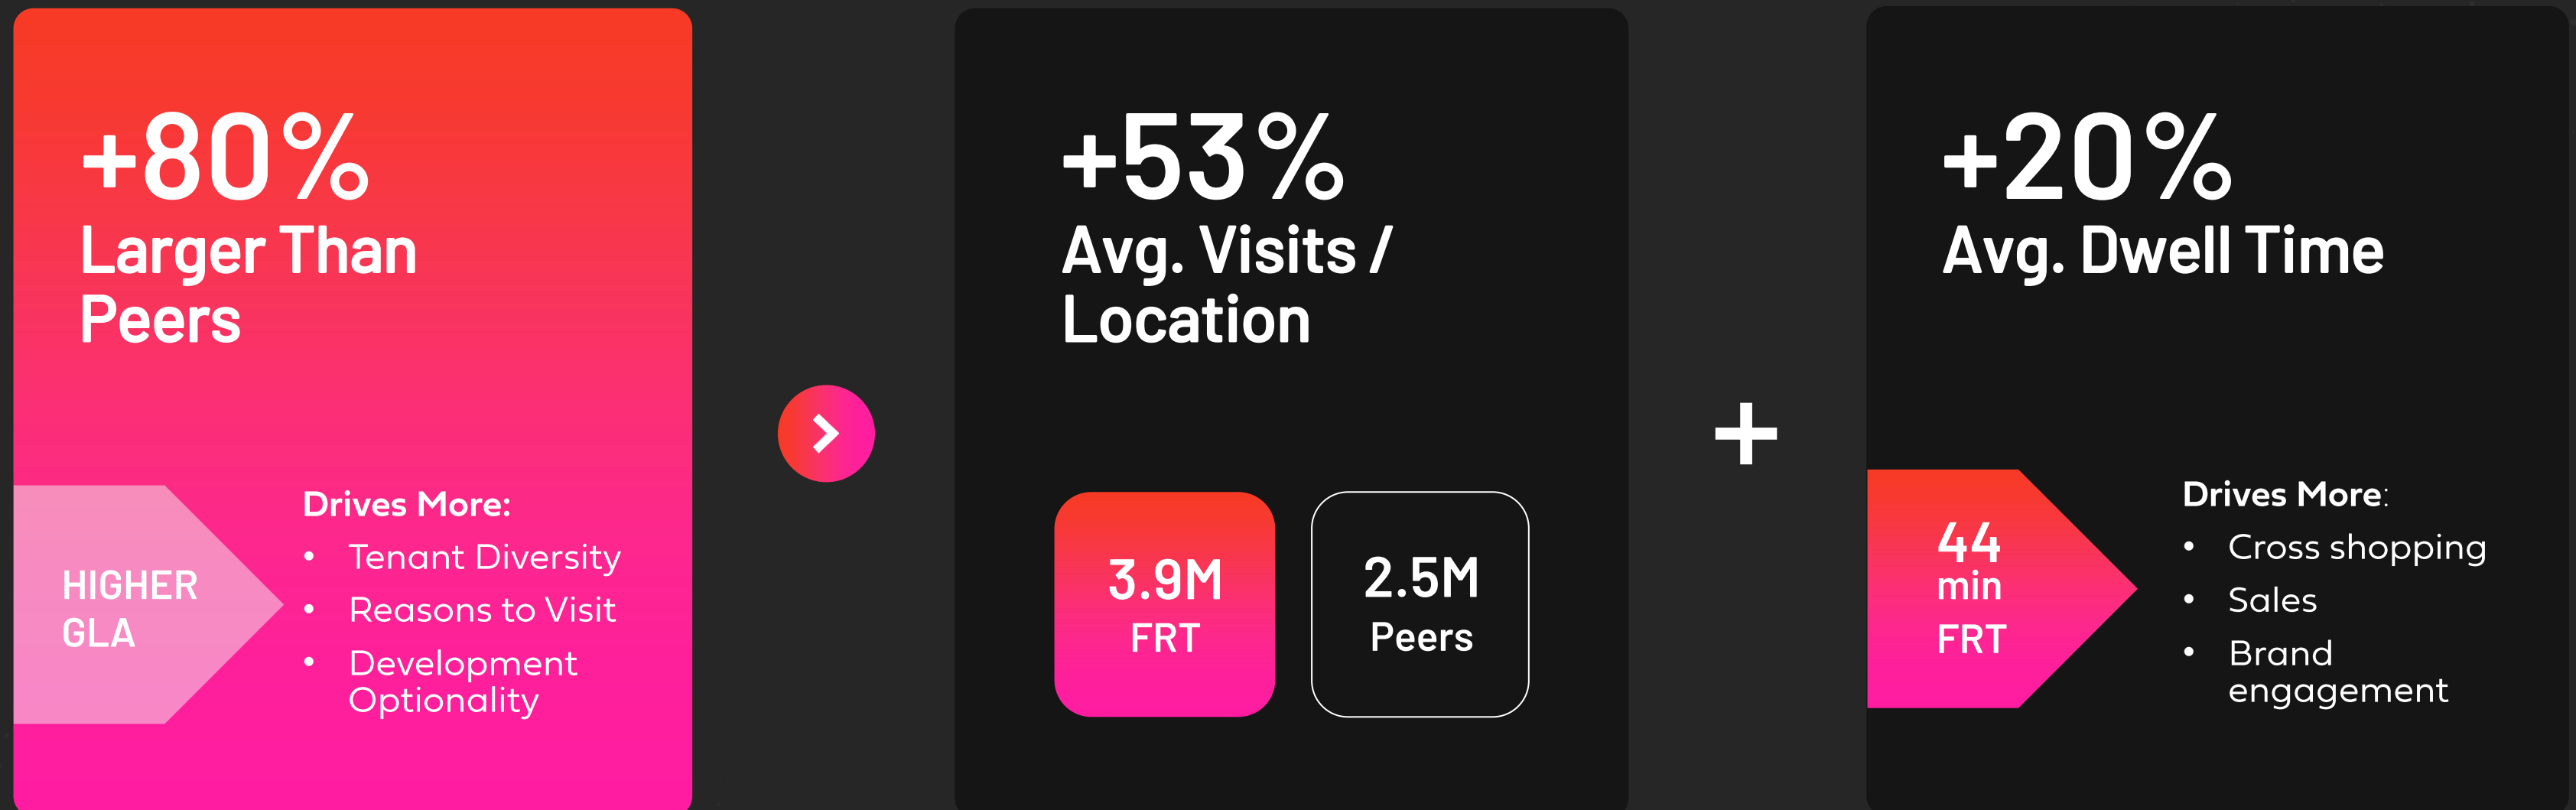 +80%
Larger Than
Peers
HIGHER
GLA
Drives More:
• Tenant Diversity
• Reasons to Visit
• Development
Optionality
+53%
Avg. Visits /
Location
3.9M
FRT
2.5M
Peers
+
+20%
Avg. Dwell Time
44
min
FRT
Drives More:
• Cross shopping
• Sales
• Brand
engagement